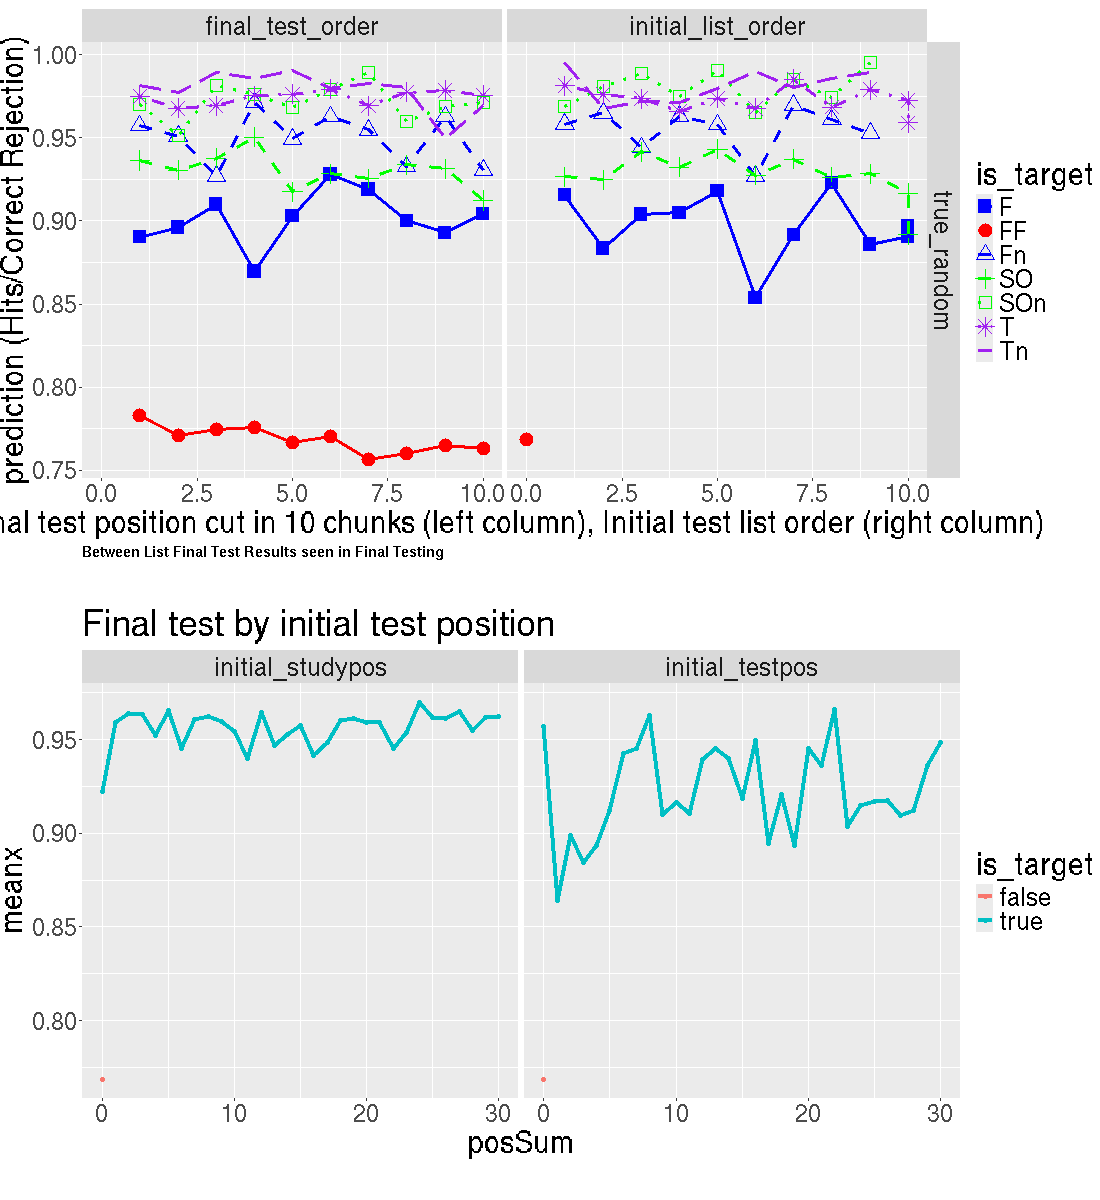 final_test_order
initial_list_order
prediction (Hits/Correct Rejection)
1.00
0.95
0.90
0.85
0.80
0.75
true_random
is_target
F
FF
Fn
SO
SOn
T
Tn
0.0
2.5
5.0
7.5
10.0
0.0
2.5
5.0
7.5
10.0
nal test position cut in 10 chunks (left column), Initial test list order (right column)
Between List Final Test Results seen in Final Testing
Final test by initial test position
initial_studypos
initial_testpos
meanx
0.95
0.90
0.85
0.80
is_target
false
true
0
10
20
30
0
10
20
30
posSum